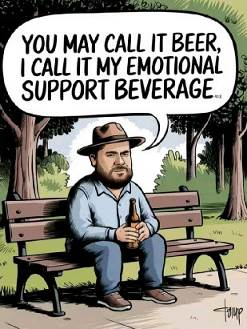 YOU MAY CALL IT BEER,
I CALL IT MY EMOTIONAL
SUPPORT BEVERAGE